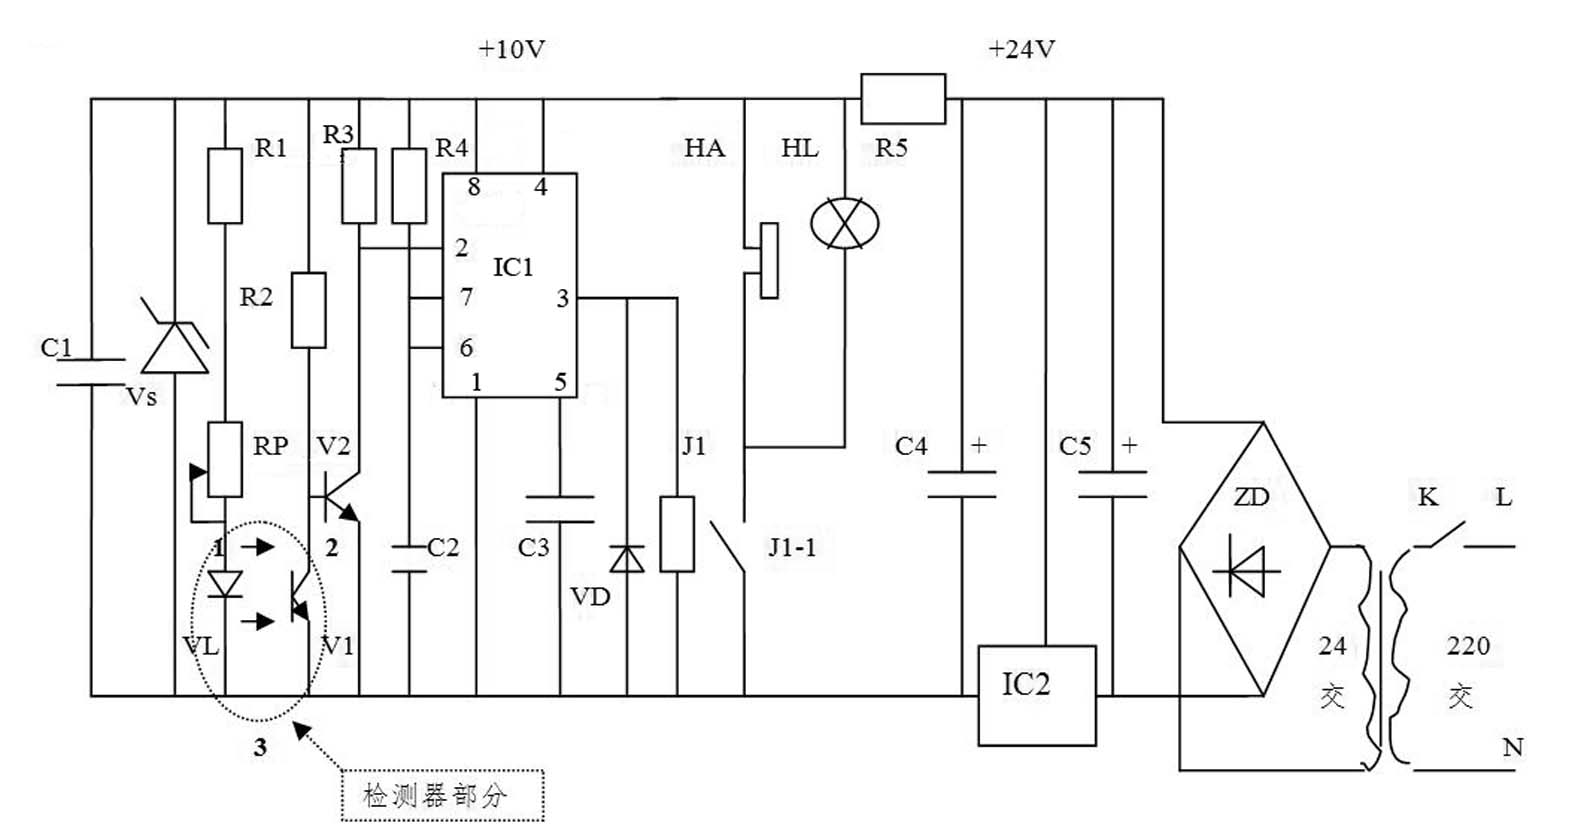 +10V
+24V
R1
R3
R4
HA
HL
R5
8
4
2
IC1
R2
7
3
C1
6
Vs
1
5
RP
V2
J1
C4
+
C5
+
ZD
K
L
1
2
C2
C3
J1-1
VD
VL
V1
24
交
220
交
IC2
3
N
检测器部分